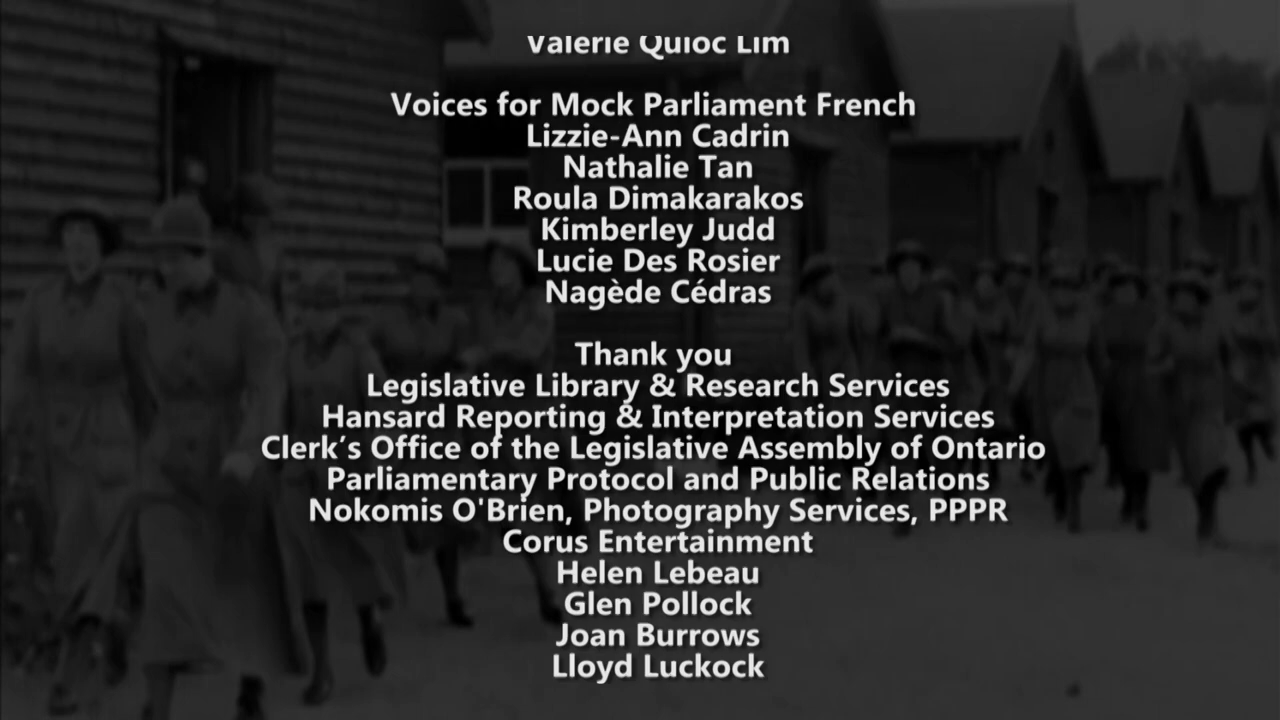 Valerie Quioc Lim
Voices for Mock Parliament French
Lizzie-Ann Cadrin
Nathalie Tan
Roula Dimakarakos
Kimberley Judd
Lucie Des Rosier
Nagède Cédras
Thank you
Legislative Library & Research Services
Hansard Reporting & Interpretation Services
Clerk’s Office of the Legislative Assembly of Ontario
Parliamentary Protocol and Public Relations
Nokomis O'Brien, Photography Services, PPPR
Corus Entertainment
Helen Lebeau
Glen Pollock
Joan Burrows
Lloyd Luckock